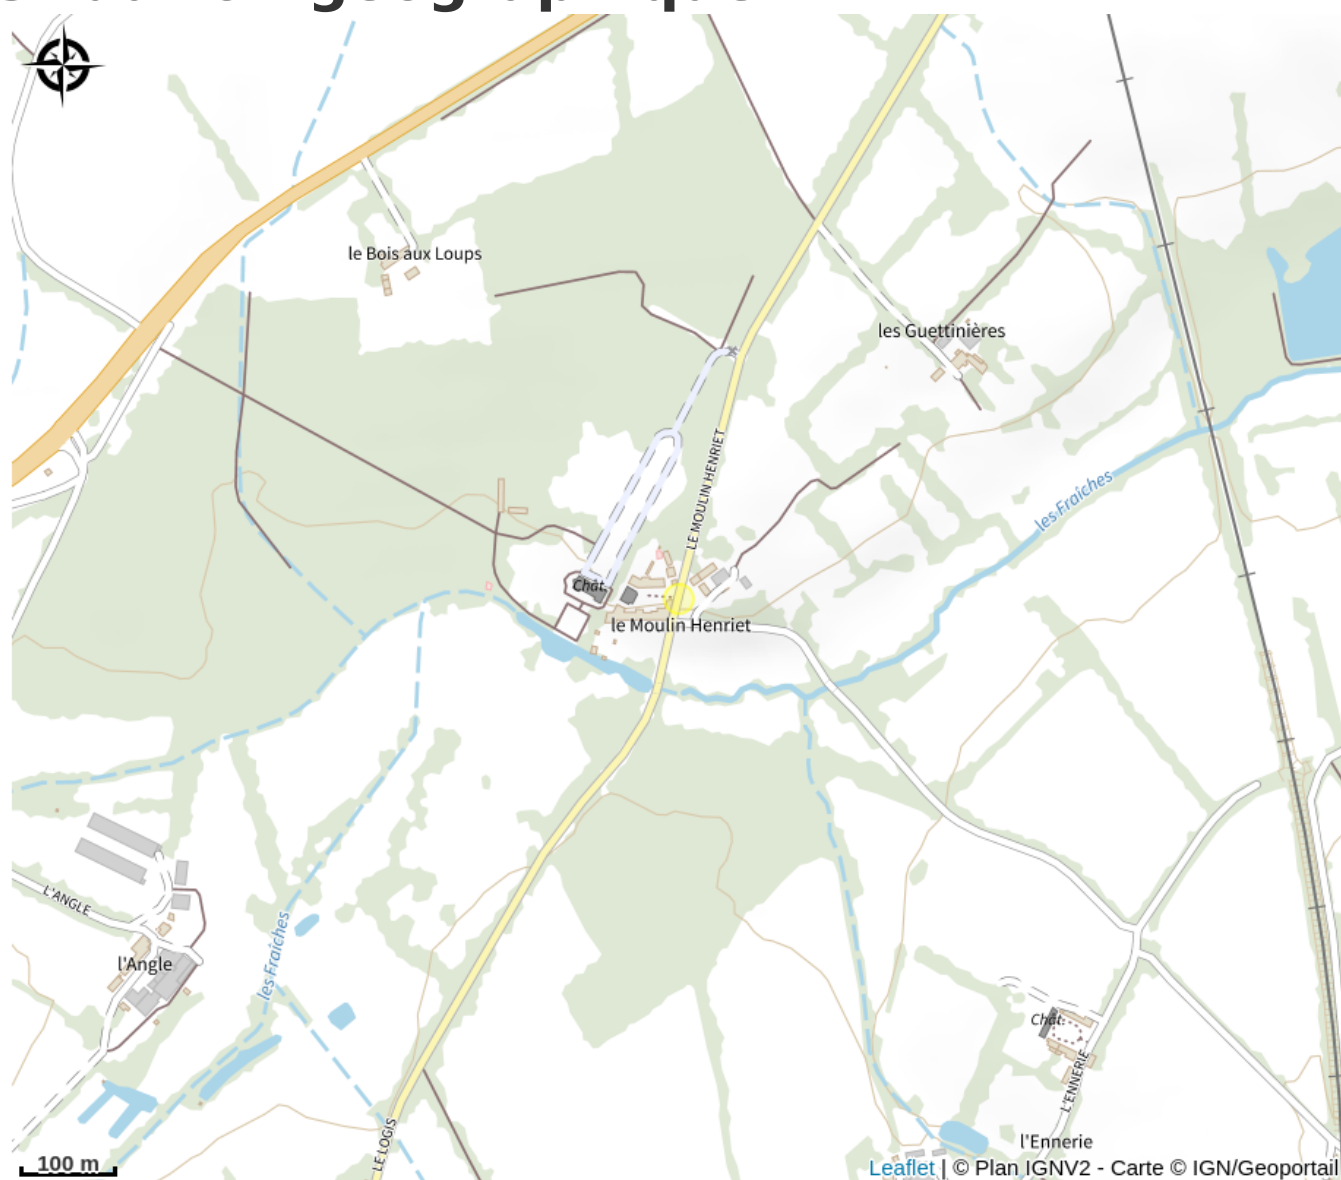 le Bois aux Loups
les Guettinières
LE MOULIN HENRIET
les Fraîches
Chât.
le Moulin Henriet
L'ANGLE
les Fraîches
l'Angle
Chât.
L'ENNERIE
LE LOGIS
l'Ennerie
100 m
Leaflet | © Plan IGNV2 - Carte © IGN/Geoportail